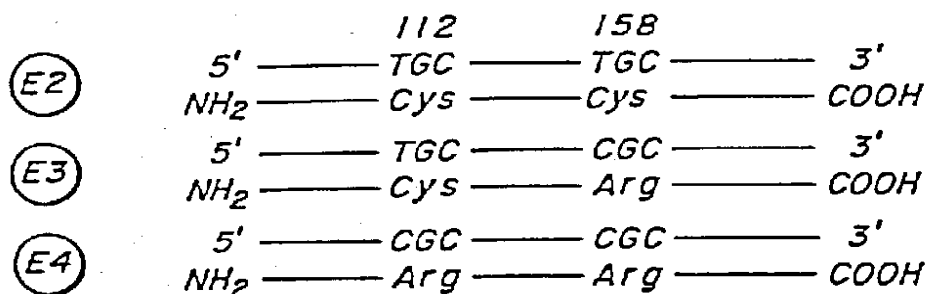 112 158
5' TGC TGC 3'
E2
NH2 Cys Cys COOH
5' TGC CGC 3'
E3
NH2 Cys Arg COOH
5' CGC CGC 3'
E4
NH2 Arg Arg COOH